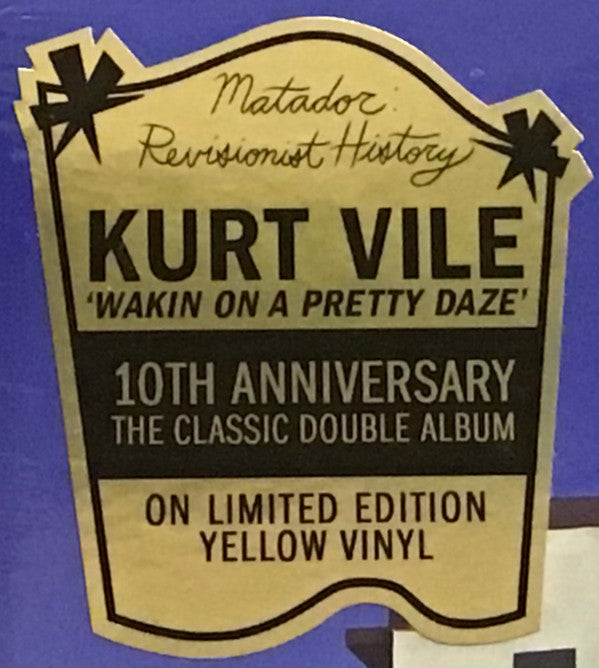 Matador:
Revisionist History
KURT VILE
'WAKIN ON A PRETTY DAZE'
10TH ANNIVERSARY
THE CLASSIC DOUBLE ALBUM
ON LIMITED EDITION
YELLOW VINYL